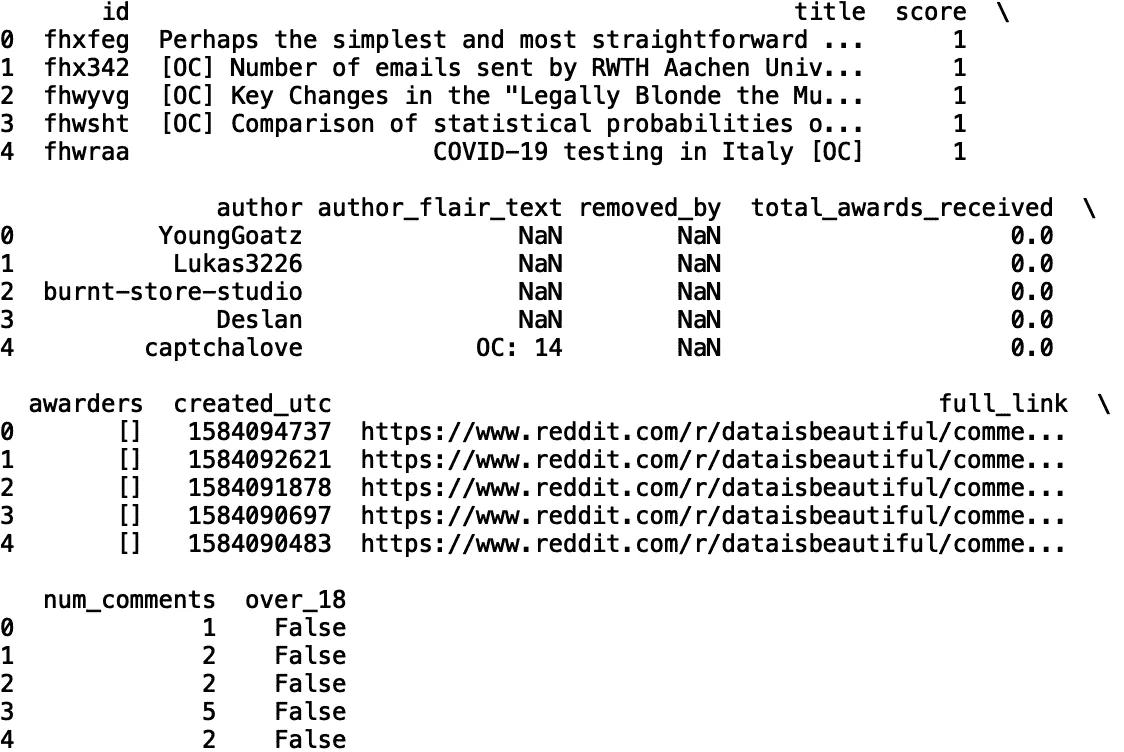 id title score \
0 fhxfeg Perhaps the simplest and most straightforward ... 1
1 fhx342 [OC] Number of emails sent by RWTH Aachen Univ... 1
2 fhwyvg [OC] Key Changes in the "Legally Blonde the Mu... 1
3 fhwsht [OC] Comparison of statistical probabilities o... 1
4 fhwraa COVID-19 testing in Italy [OC] 1
author author_flair_text removed_by total_awards_received \
0 YoungGoatz NaN NaN 0.0
1 Lukas3226 NaN NaN 0.0
2 burnt-store-studio NaN NaN 0.0
3 Deslan NaN NaN 0.0
4 captchalove OC: 14 NaN 0.0
awarders created_utc full_link \
0 [] 1584094737 https://www.reddit.com/r/dataisbeautiful/comme...
1 [] 1584092621 https://www.reddit.com/r/dataisbeautiful/comme...
2 [] 1584091878 https://www.reddit.com/r/dataisbeautiful/comme...
3 [] 1584090697 https://www.reddit.com/r/dataisbeautiful/comme...
4 [] 1584090483 https://www.reddit.com/r/dataisbeautiful/comme...
num_comments over_18
0 1 False
1 2 False
2 2 False
3 5 False
4 2 False